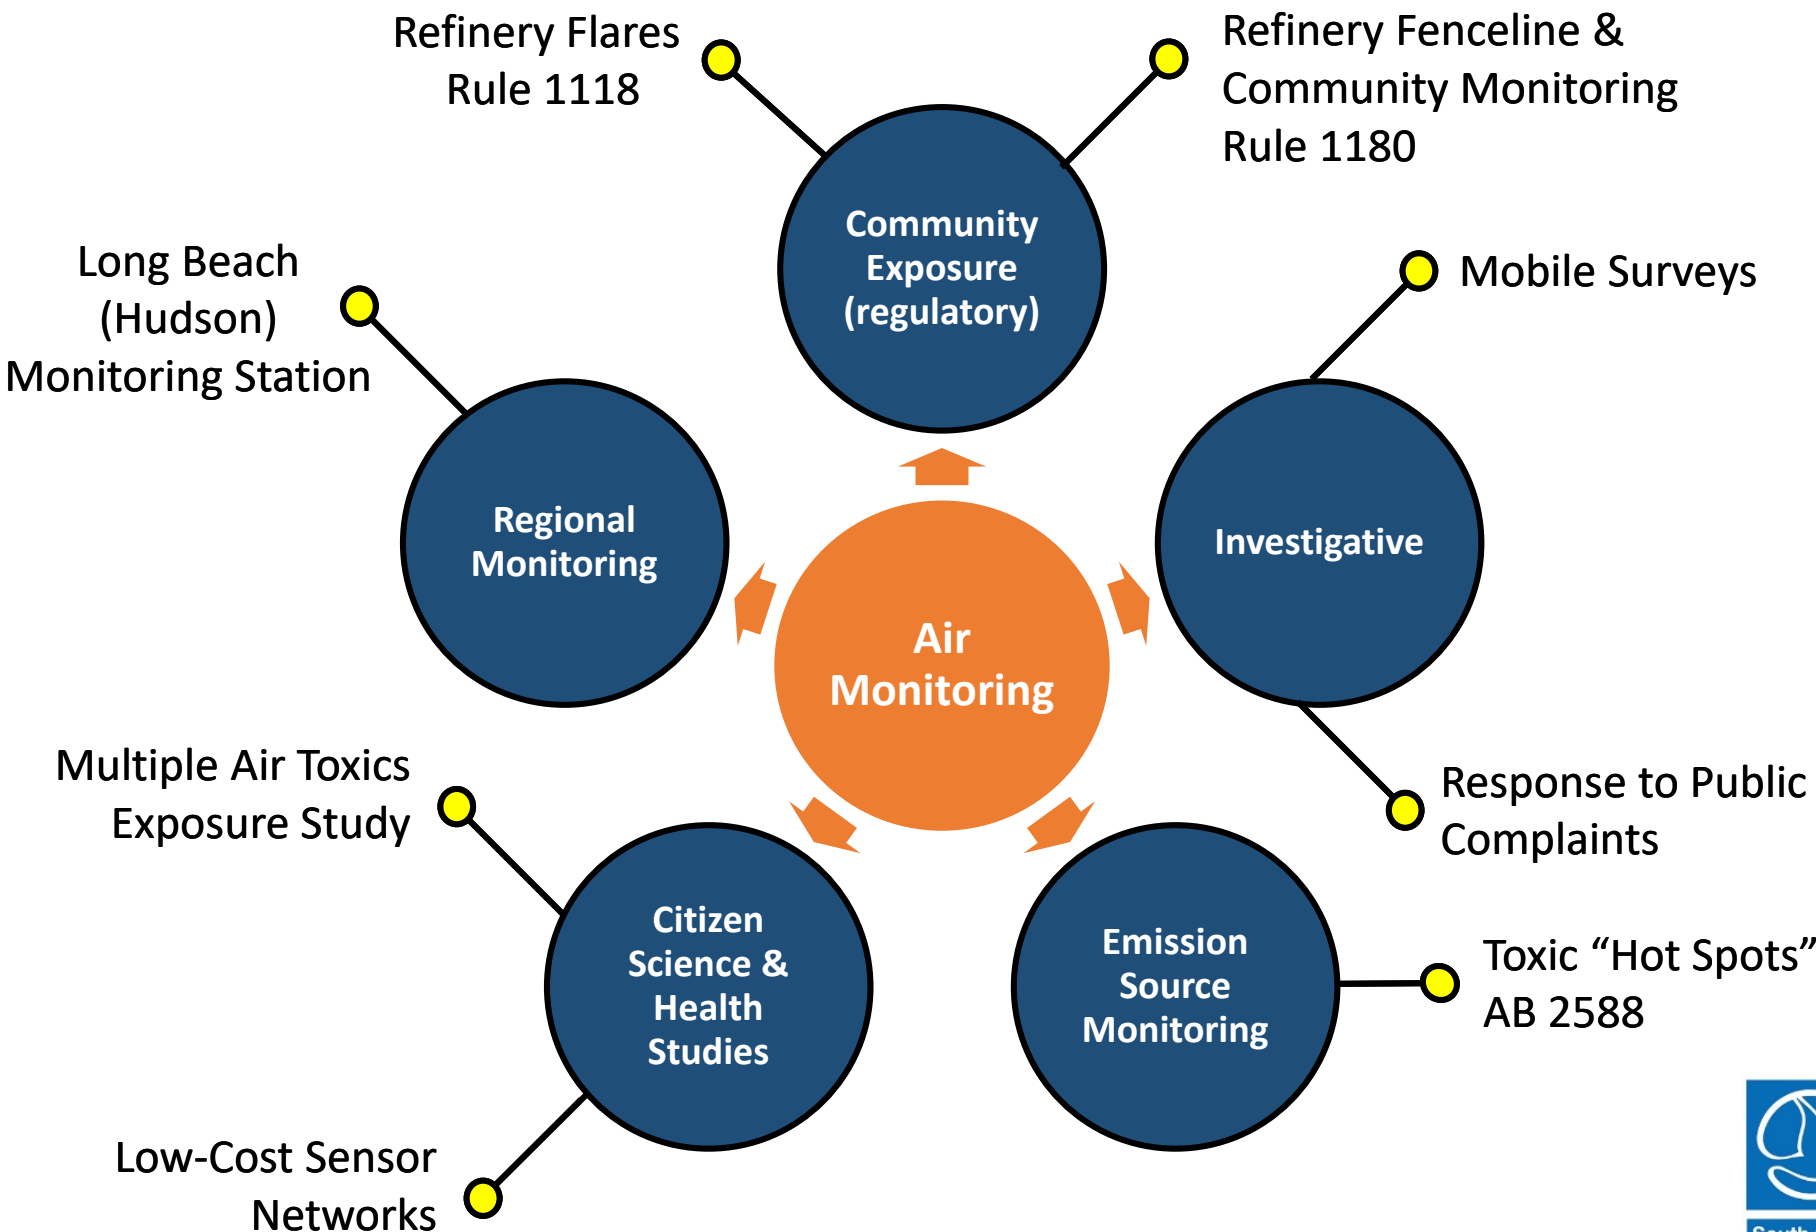 Refinery Flares
Rule 1118
Refinery Fenceline &
Community Monitoring
Rule 1180
Community
Exposure
(regulatory)
Long Beach
(Hudson)
Monitoring Station
Mobile Surveys
Regional
Monitoring
Investigative
Air
Monitoring
Multiple Air Toxics
Exposure Study
Response to Public
Complaints
Citizen
Science &
Health
Studies
Emission
Source
Monitoring
Toxic “Hot Spots”
AB 2588
Low-Cost Sensor
Networks